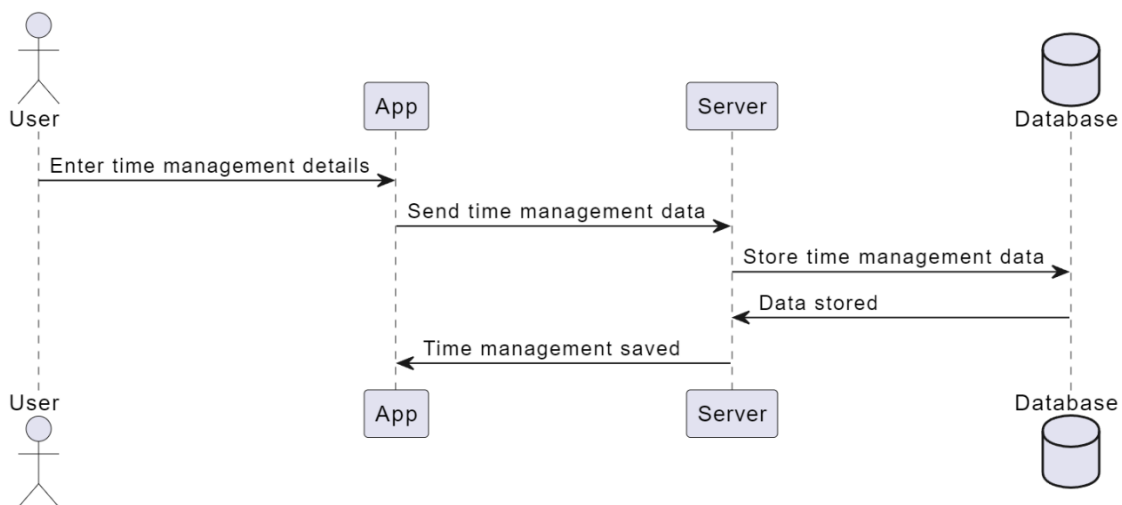 User
App
Server
Database
Enter time management details
Send time management data
Store time management data
Data stored
Time management saved
User
App
Server
Database